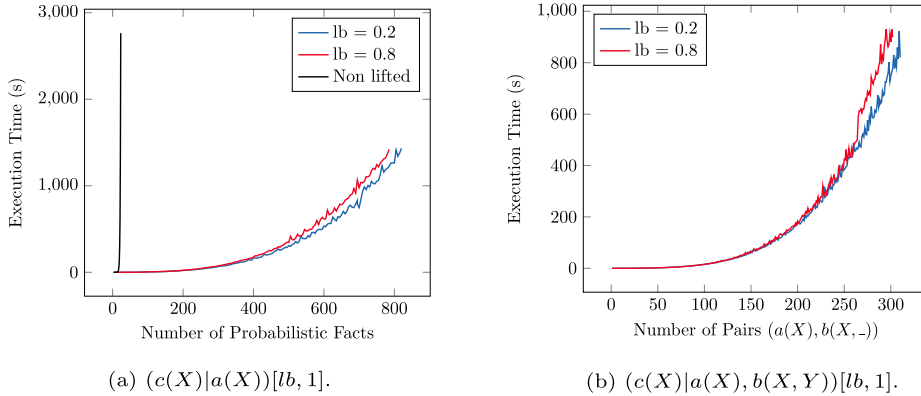 3,000
2,000
1,000
0
0
200
400
600
800
Execution Time (s)
Number of Probabilistic Facts
lb = 0.2
lb = 0.8
Non lifted
(a) (c(X)|a(X))[lb, 1].
1,000
800
600
400
200
0
0
50
100
150
200
250
300
Execution Time (s)
Number of Pairs (a(X), b(X, _))
lb = 0.2
lb = 0.8
(b) (c(X)|a(X), b(X, Y))[lb, 1].